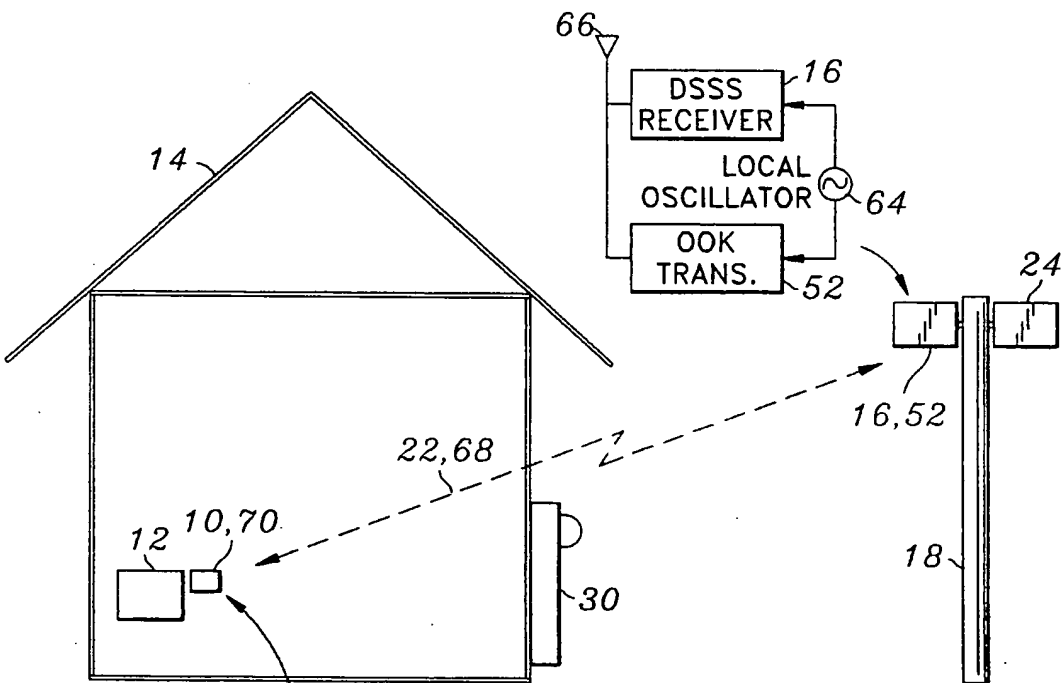 66
16
DSSS
RECEIVER
14
LOCAL
OSCILLATOR
64
OOK
TRANS.
52
24
16,52
22,68
10,70
12
18
30